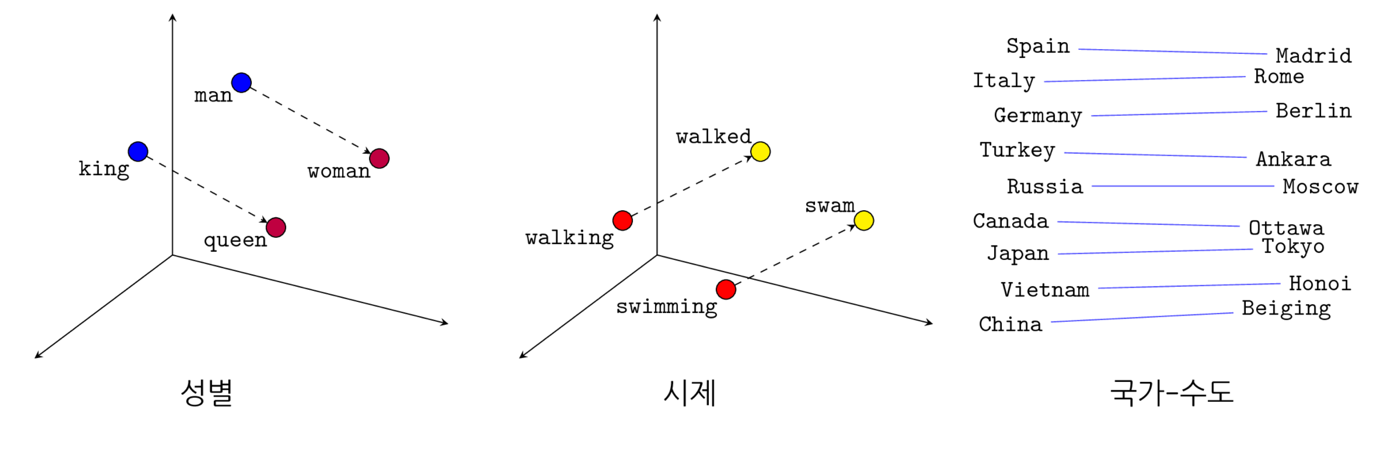 man
king
woman
queen
성별
walked
swam
walking
swimming
시제
Spain Madrid
Italy Rome
Germany Berlin
Turkey Ankara
Russia Moscow
Canada Ottawa
Japan Tokyo
Vietnam Honoi
China Beiging
국가-수도